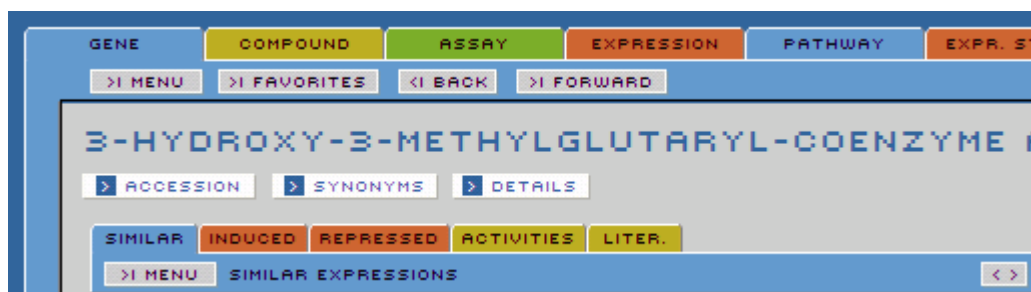 GENE COMPOUND ASSAY EXPRESSION PATHWAY EXPR. S
>| MENU >| FAVORITES <| BACK >| FORWARD
3-HYDROXY-3-METHYLGLUTARYL-COENZYME
> ACCESSION > SYNONYMS > DETAILS
SIMILAR INDUCED REPRESSED ACTIVITIES LITER.
>| MENU SIMILAR EXPRESSIONS < >